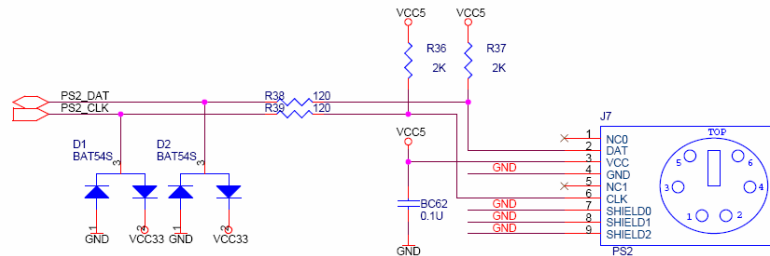 VCC5 VCC5
R36 R37
2K 2K
PS2_DAT R38 120
PS2_CLK R39 120
J7
D1 D2
BAT54S BAT54S
3 3
1 2 1 2
GND VCC33 GND VCC33
VCC5
BC62
0.1U
GND
1 NC0
2 DAT
3 VCC
GND 4 GND
5 NC1
6 CLK
GND 7 SHIELD0
GND 8 SHIELD1
GND 9 SHIELD2
TOP
5 6
3 4
1 2
PS2